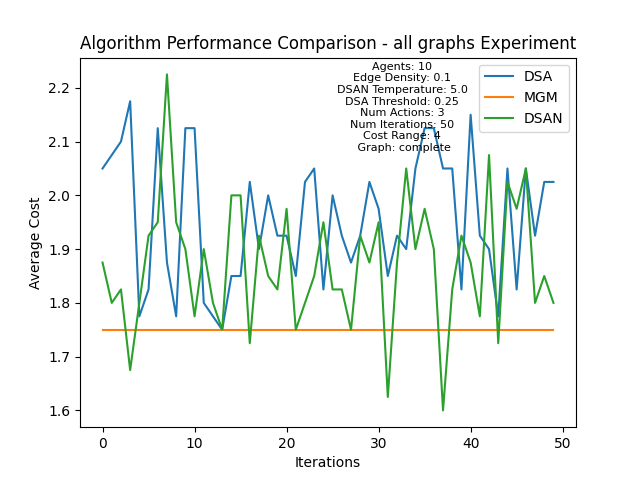 Algorithm Performance Comparison - all graphs Experiment
Agents: 10
Edge Density: 0.1
DSAN Temperature: 5.0
DSA Threshold: 0.25
Num Actions: 3
Num Iterations: 50
Cost Range: 4
Graph: complete
DSA
MGM
DSAN
Average Cost
2.2
2.1
2.0
1.9
1.8
1.7
1.6
0 10 20 30 40 50
Iterations